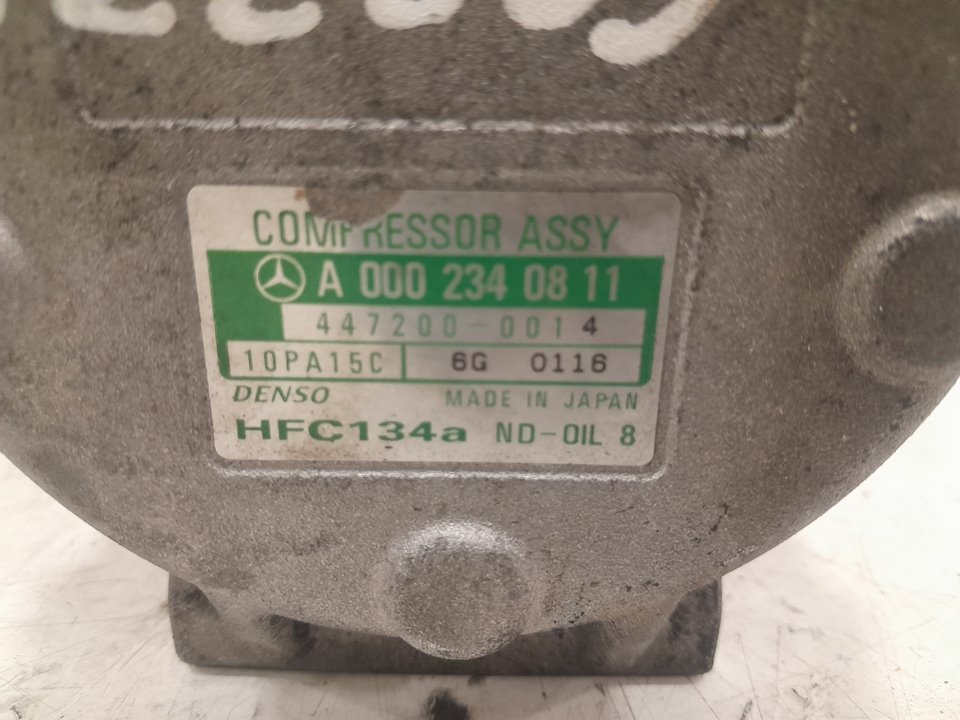 COMPRESSOR ASSY
A 000 234 08 11
447200-0014
10PA15C 6G 0116
DENSO MADE IN JAPAN
HFC134a ND-OIL 8